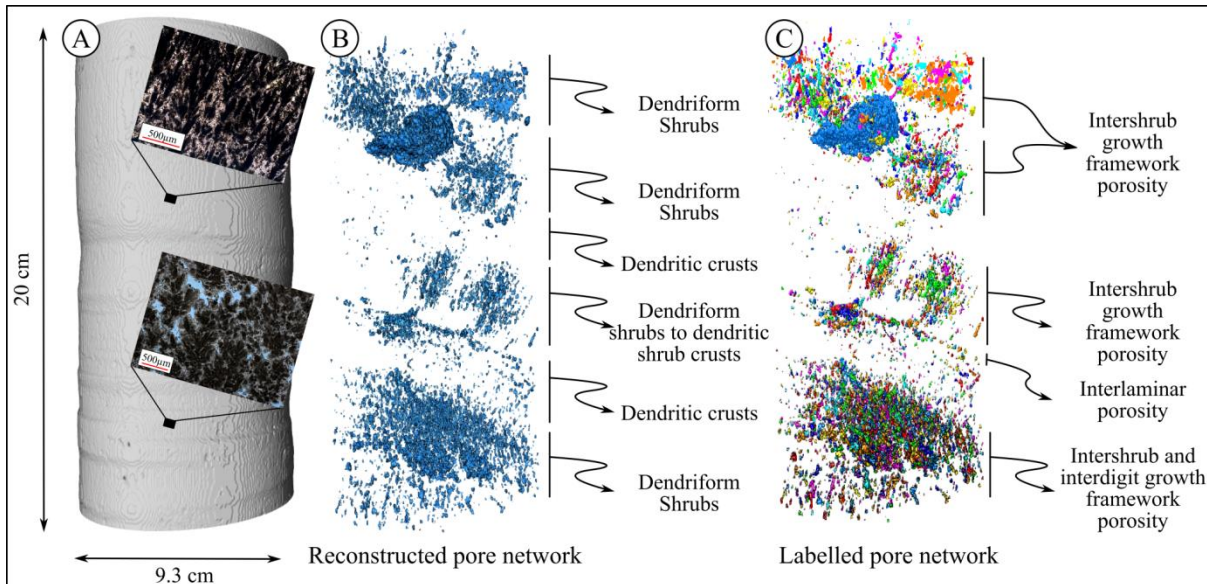 A
B
C
500µm
500µm
20 cm
9.3 cm
Dendriform
Shrubs
Dendriform
Shrubs
Dendritic crusts
Dendriform
shrubs to dendritic
shrub crusts
Dendritic crusts
Dendriform
Shrubs
Reconstructed pore network
Intershrub
growth
framework
porosity
Intershrub
growth
framework
porosity
Interlaminar
porosity
Intershrub and
interdigit growth
framework
porosity
Labelled pore network